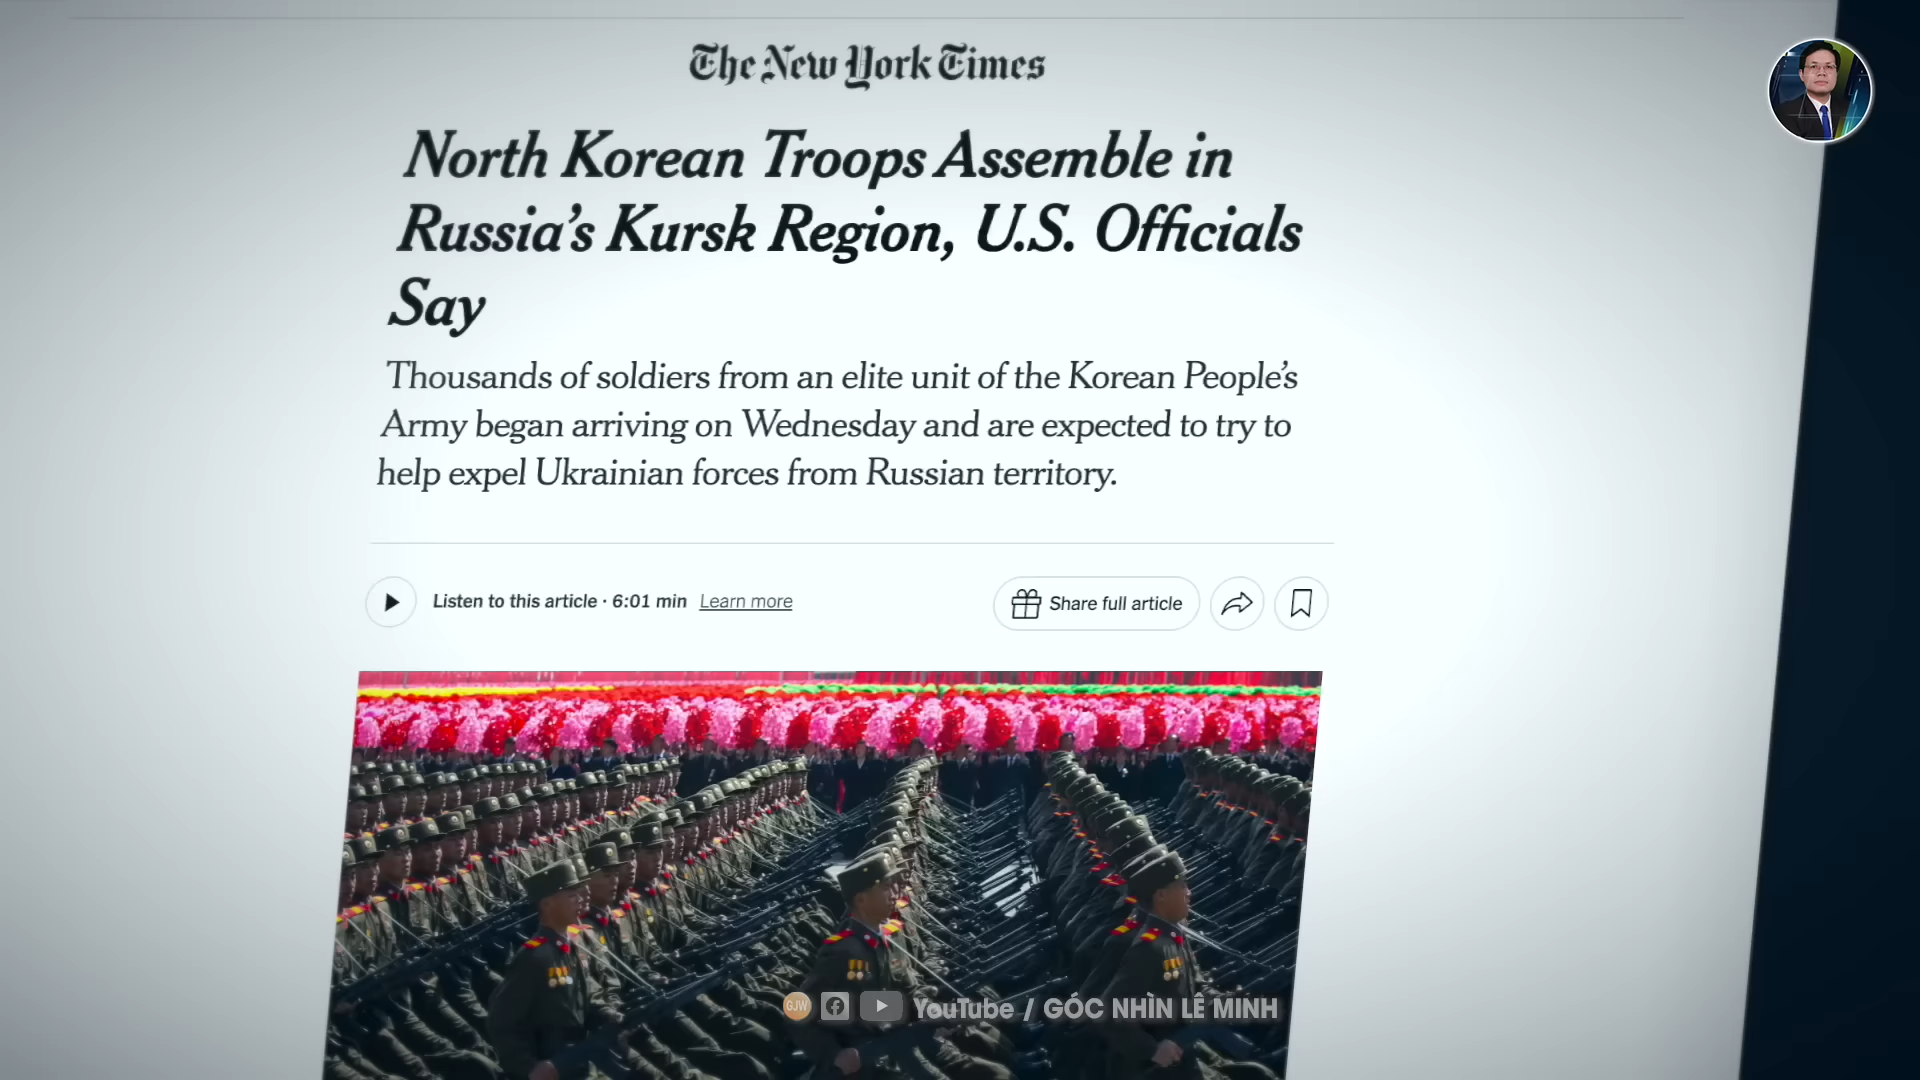 The New York Times
North Korean Troops Assemble in
Russia’s Kursk Region, U.S. Officials
Say
Thousands of soldiers from an elite unit of the Korean People’s
Army began arriving on Wednesday and are expected to try to
help expel Ukrainian forces from Russian territory.
Listen to this article · 6:01 min Learn more
Share full article
GJW YouTube / GÓC NHÌN LÊ MINH